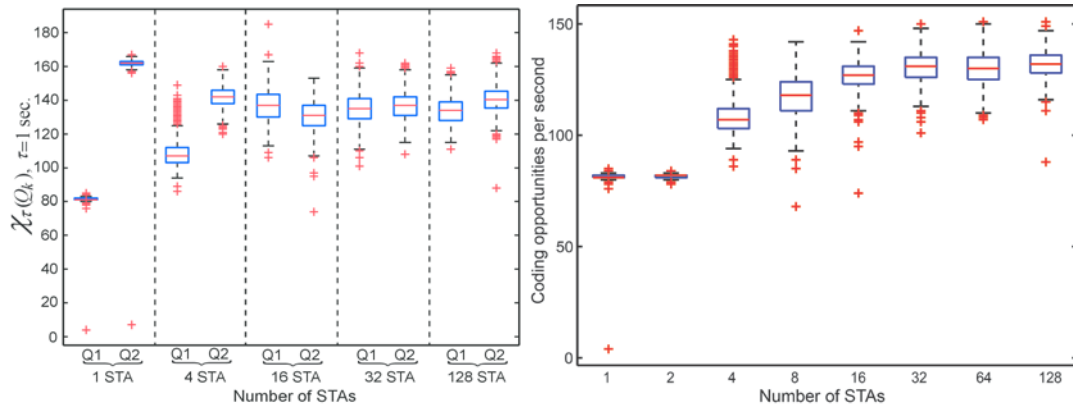 χτ(Qk), τ=1 sec.
180
160
140
120
100
80
60
40
20
0
Q1 Q2 Q1 Q2 Q1 Q2 Q1 Q2 Q1 Q2
1 STA 4 STA 16 STA 32 STA 128 STA
Number of STAs
Coding opportunities per second
150
100
50
0
1 2 4 8 16 32 64 128
Number of STAs